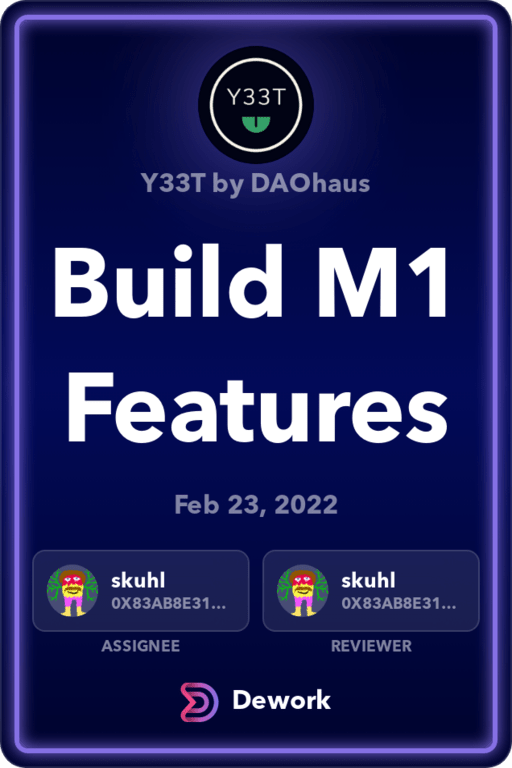 Y33T
Y33T by DAOhaus
Build M1
Features
Feb 23, 2022
skuhl
0X83AB8E31...
ASSIGNEE
skuhl
0X83AB8E31...
REVIEWER
Dework